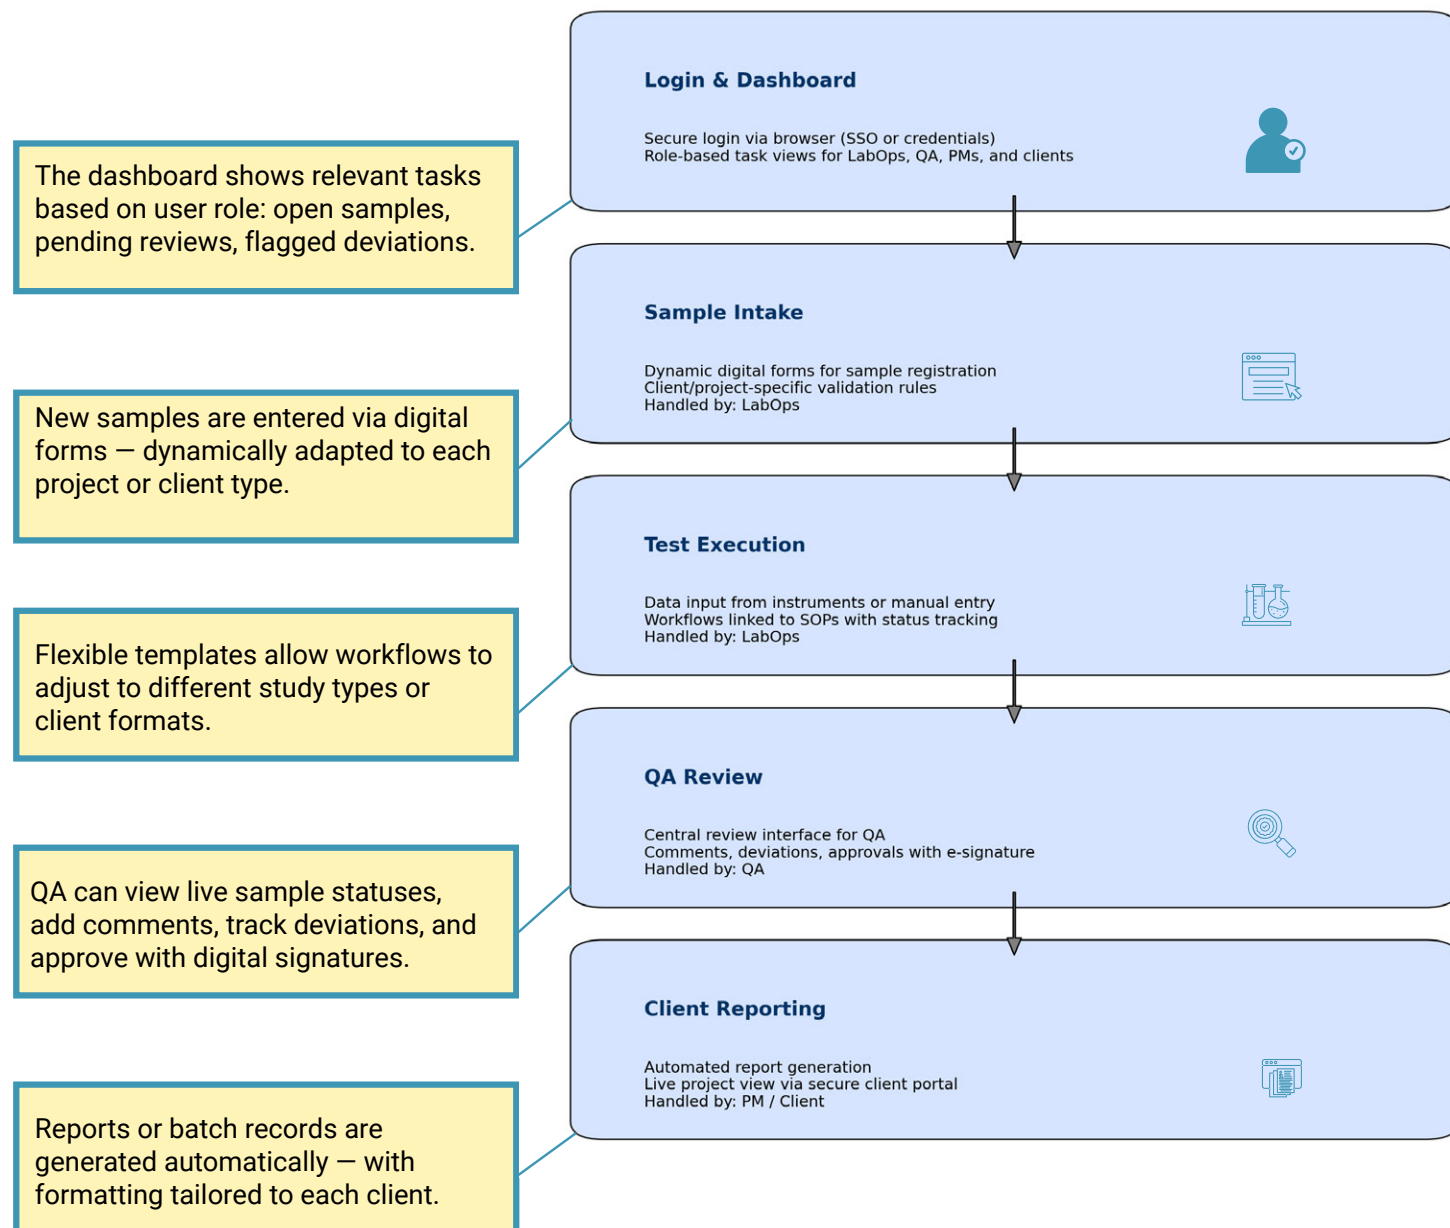 Login & Dashboard
Secure login via browser (SSO or credentials)
Role-based task views for LabOps, QA, PMs, and clients
The dashboard shows relevant tasks
based on user role: open samples,
pending reviews, flagged deviations.
Sample Intake
Dynamic digital forms for sample registration
Client/project-specific validation rules
Handled by: LabOps
New samples are entered via digital
forms — dynamically adapted to each
project or client type.
Test Execution
Data input from instruments or manual entry
Workflows linked to SOPs with status tracking
Handled by: LabOps
Flexible templates allow workflows to
adjust to different study types or
client formats.
QA Review
Central review interface for QA
Comments, deviations, approvals with e-signature
Handled by: QA
QA can view live sample statuses,
add comments, track deviations, and
approve with digital signatures.
Client Reporting
Automated report generation
Live project view via secure client portal
Handled by: PM / Client
Reports or batch records are
generated automatically — with
formatting tailored to each client.